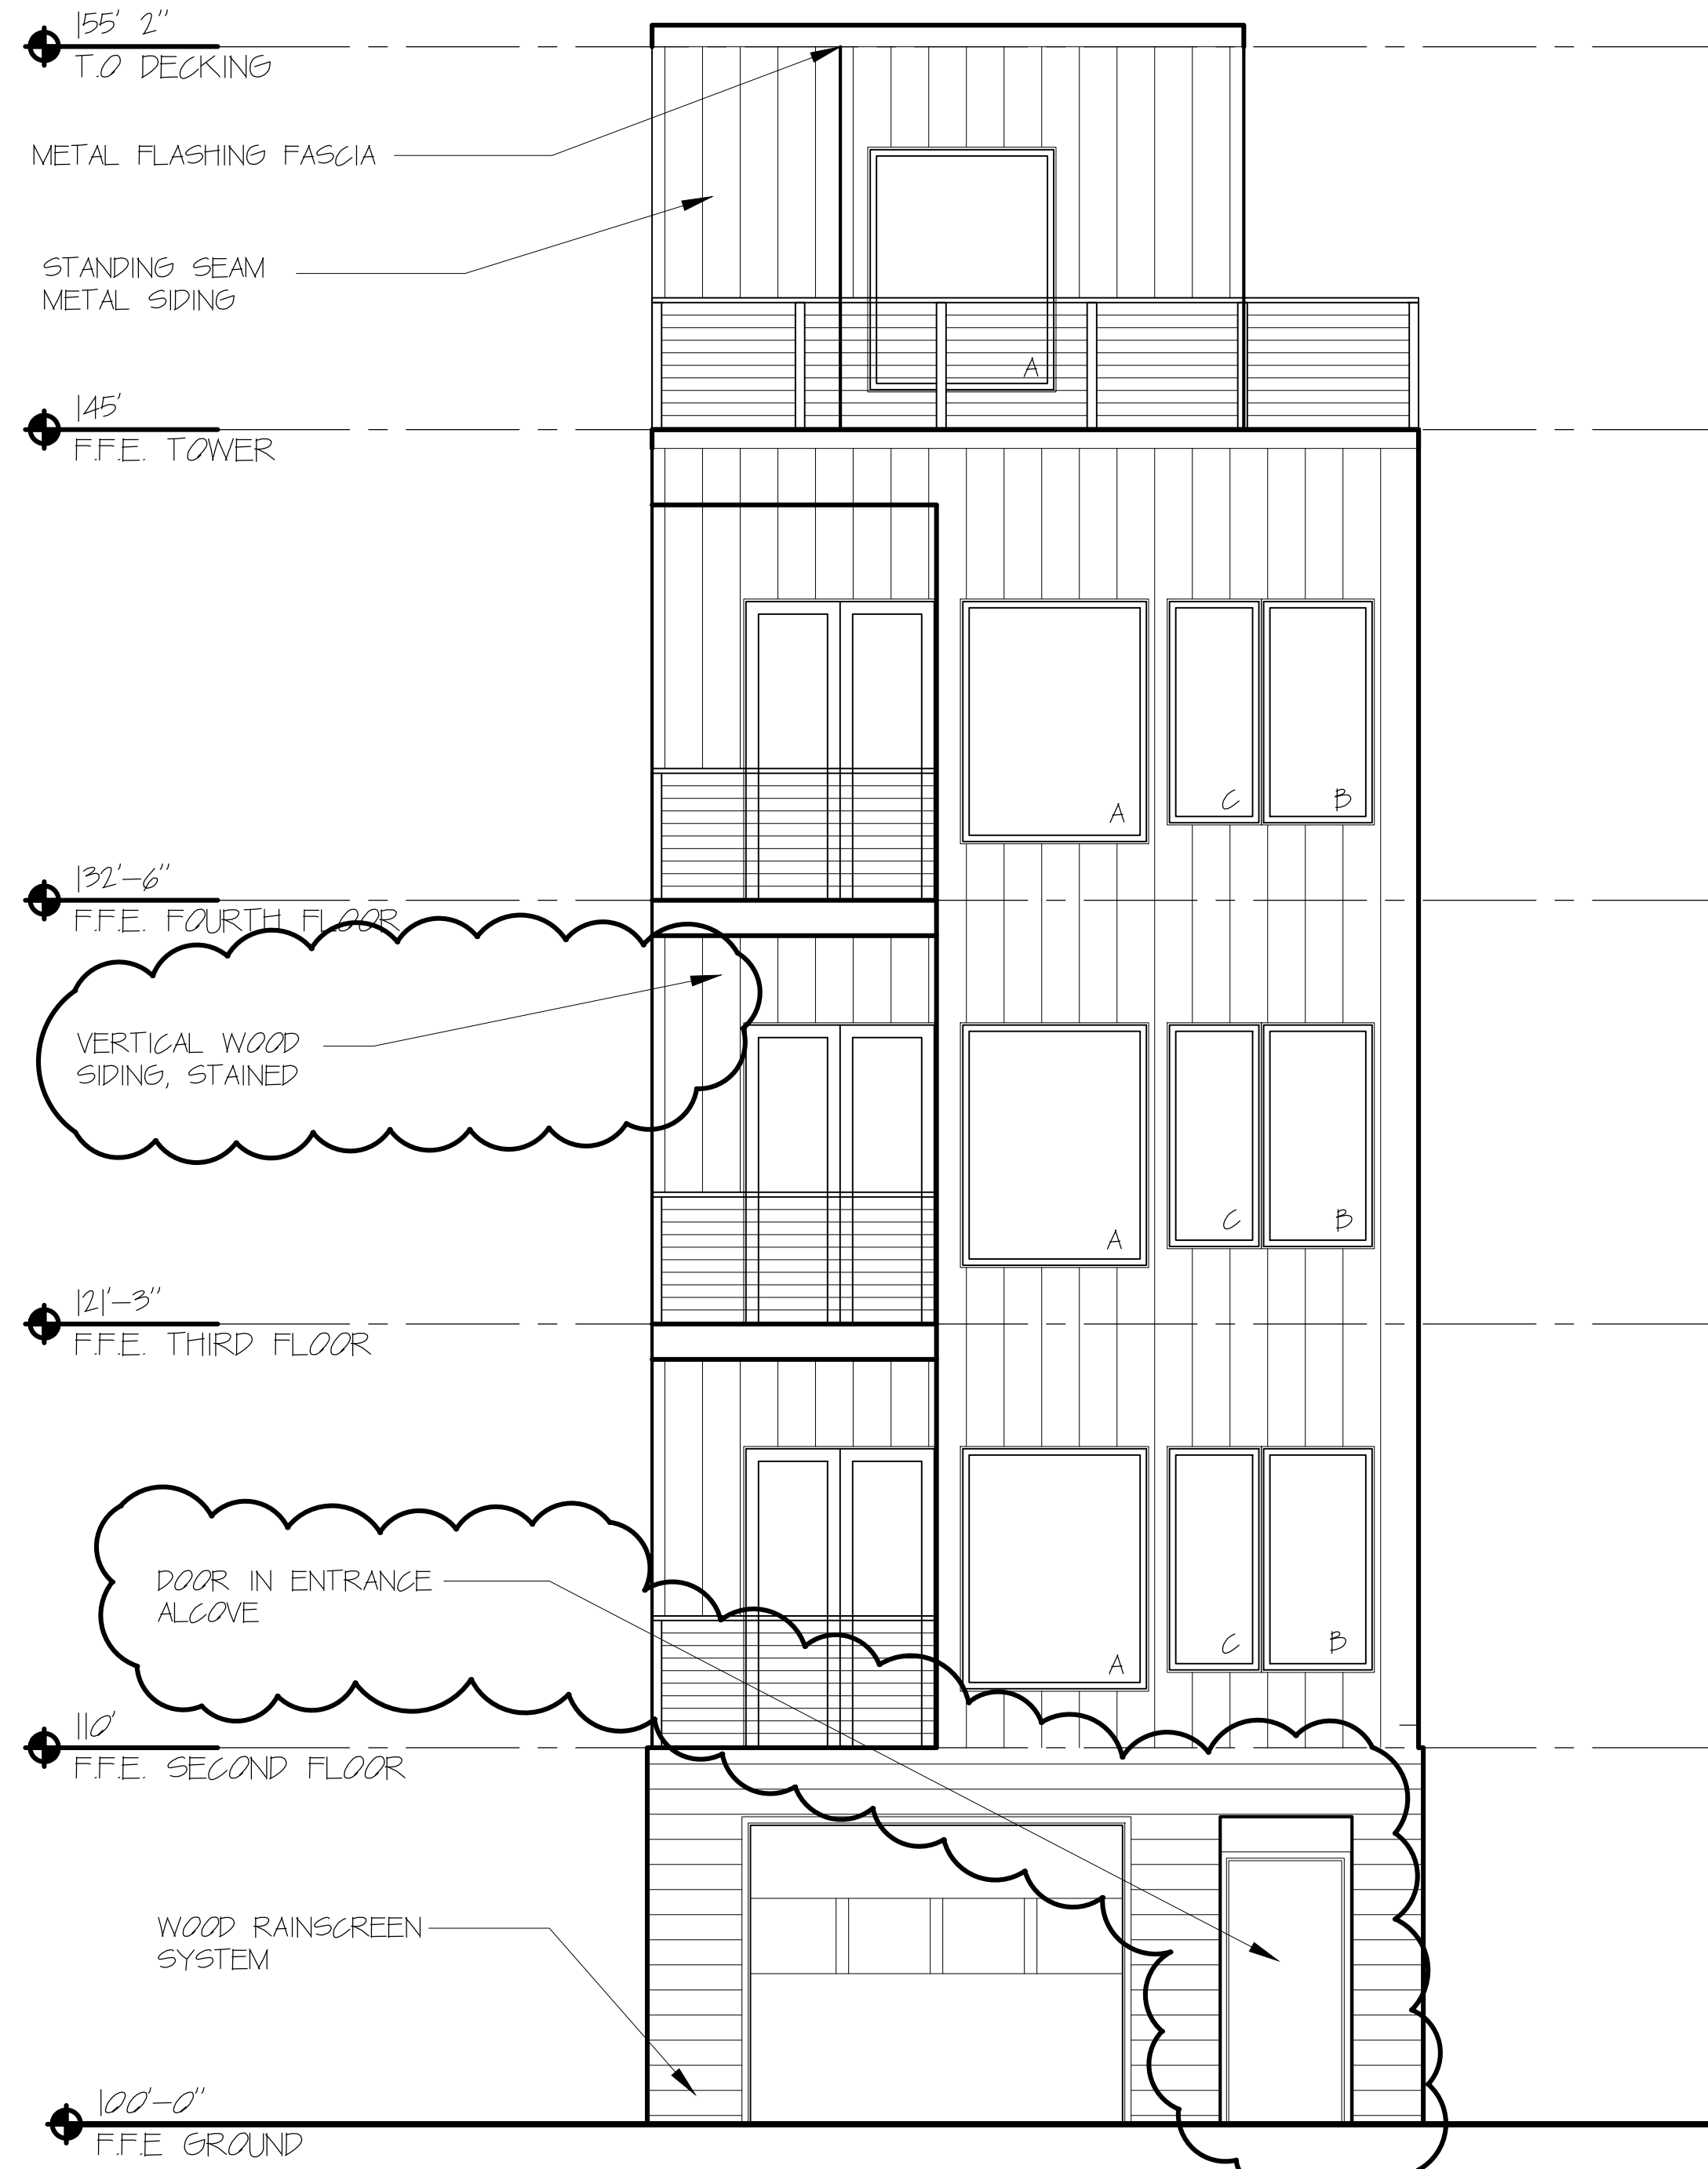 155' 2"
T.O DECKING
METAL FLASHING FASCIA
STANDING SEAM
METAL SIDING
A
145'
F.F.E. TOWER
A
C
B
132'-6"
F.F.E. FOURTH FLOOR
VERTICAL WOOD
SIDING, STAINED
A
C
B
121'-3"
F.F.E. THIRD FLOOR
DOOR IN ENTRANCE
ALCOVE
A
C
B
110'
F.F.E. SECOND FLOOR
WOOD RAINSCREEN
SYSTEM
100'-0"
F.F.E GROUND